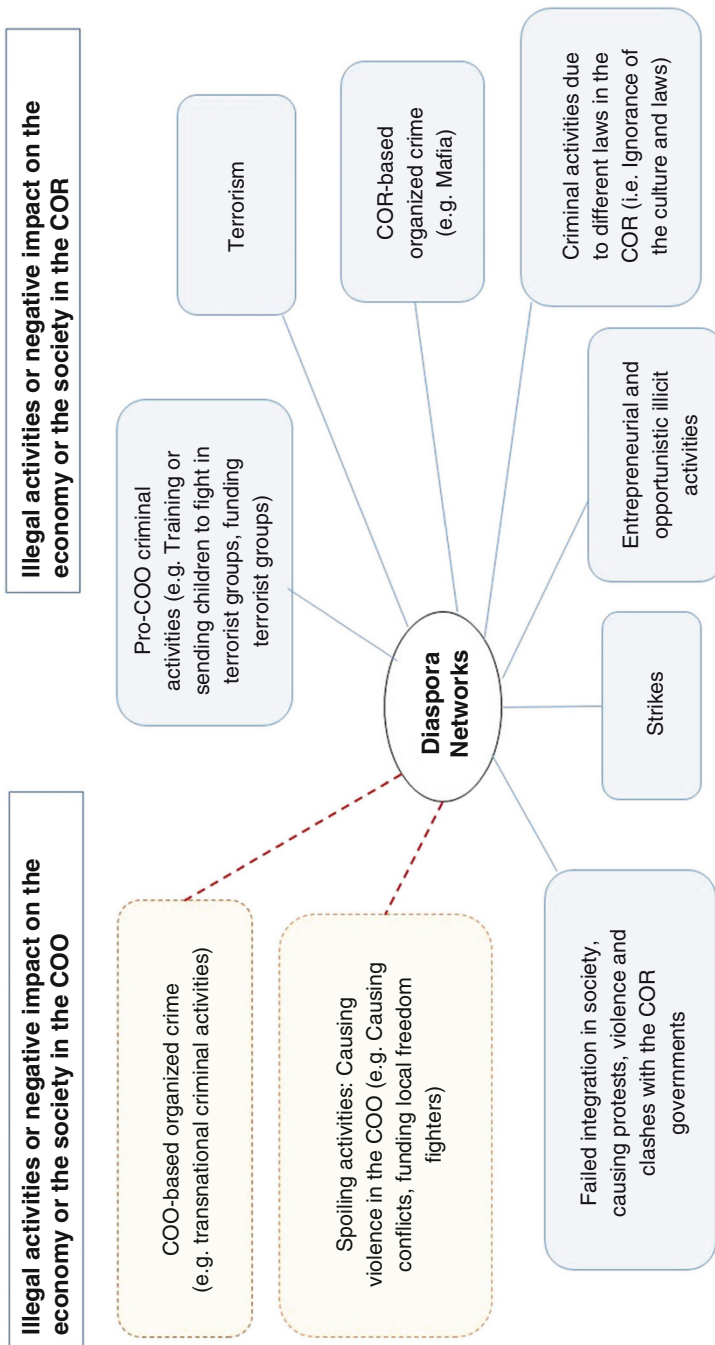 Illegal activities or negative impact on the
economy or the society in the COO
Illegal activities or negative impact on the
economy or the society in the COR
COO-based organized crime
(e.g. transnational criminal activities)
Spoiling activities: Causing
violence in the COO (e.g. Causing
conflicts, funding local freedom
fighters)
Failed integration in society,
causing protests, violence and
clashes with the COR
governments
Diaspora
Networks
Strikes
Pro-COO criminal
activities (e.g. Training or
sending children to fight in
terrorist groups, funding
terrorist groups)
Terrorism
COR-based
organized crime
(e.g. Mafia)
Criminal activities due
to different laws in the
COR (i.e. Ignorance of
the culture and laws)
Entrepreneurial and
opportunistic illicit
activities